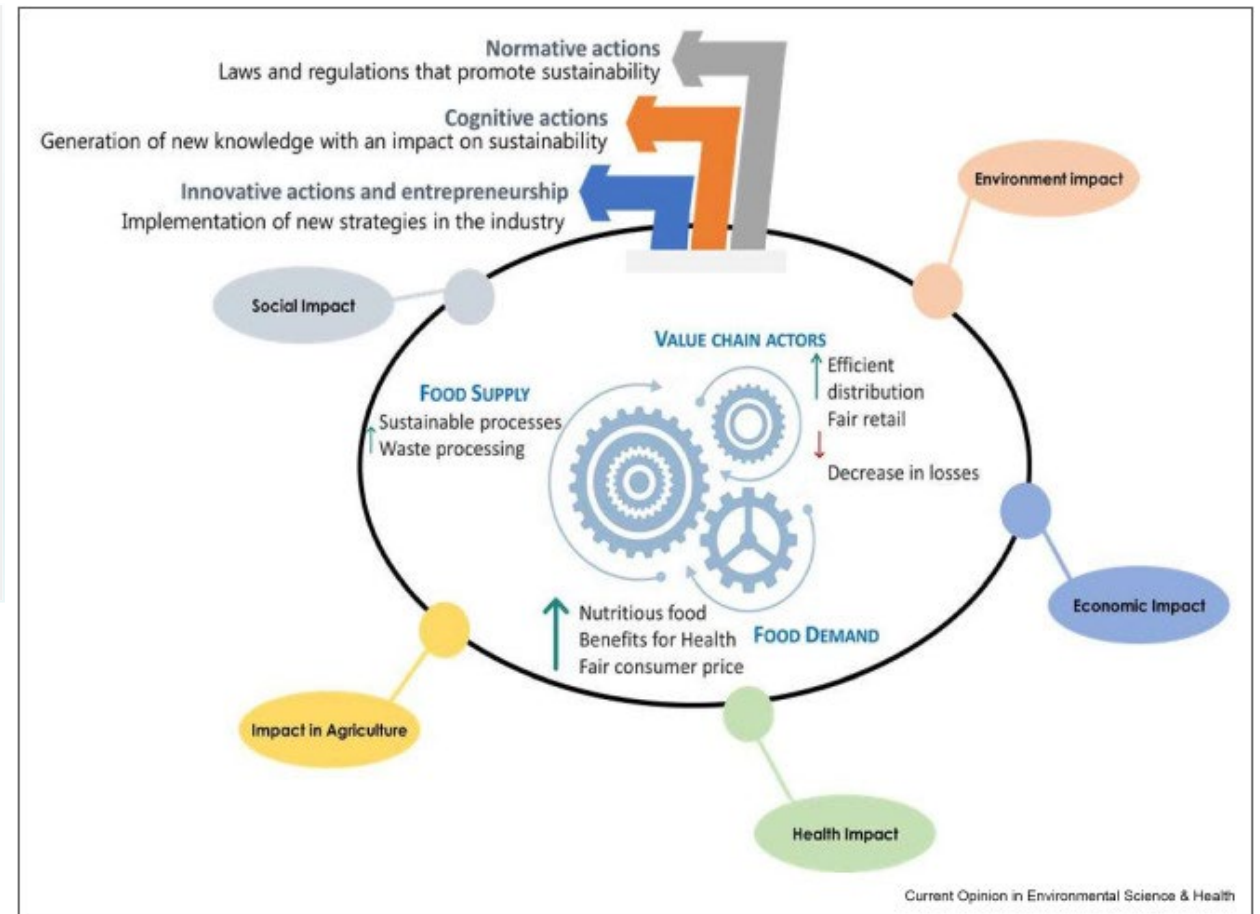 Normative actions
Laws and regulations that promote sustainability
Cognitive actions
Generation of new knowledge with an impact on sustainability
Innovative actions and entrepreneurship
Implementation of new strategies in the industry
Environment impact
Social Impact
VALUE CHAIN ACTORS
Efficient
distribution
Fair retail
Decrease in losses
FOOD SUPPLY
Sustainable processes
Waste processing
Nutritious food
Benefits for Health
Fair consumer price
FOOD DEMAND
Economic Impact
Impact in Agriculture
Health Impact
Current Opinion in Environmental Science & Health